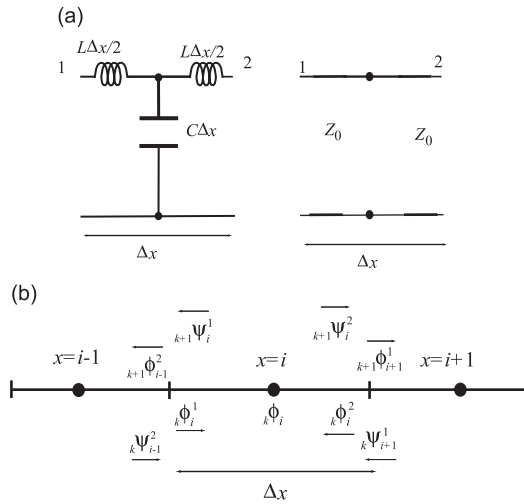 (a)
LΔx/2 LΔx/2
1 2 1 2
CΔx Z₀ Z₀
Δx Δx
(b)
ₖ₊₁ψᵢ¹ ₖ₊₁ψᵢ²
x=i-1 ₖ₊₁ϕᵢ₋₁² x=i ₖ₊₁ϕᵢ₊₁¹ x=i+1
ₖϕᵢ¹ ₖϕᵢ ₖϕᵢ²
ₖψᵢ₋₁² ₖψᵢ₊₁¹
Δx